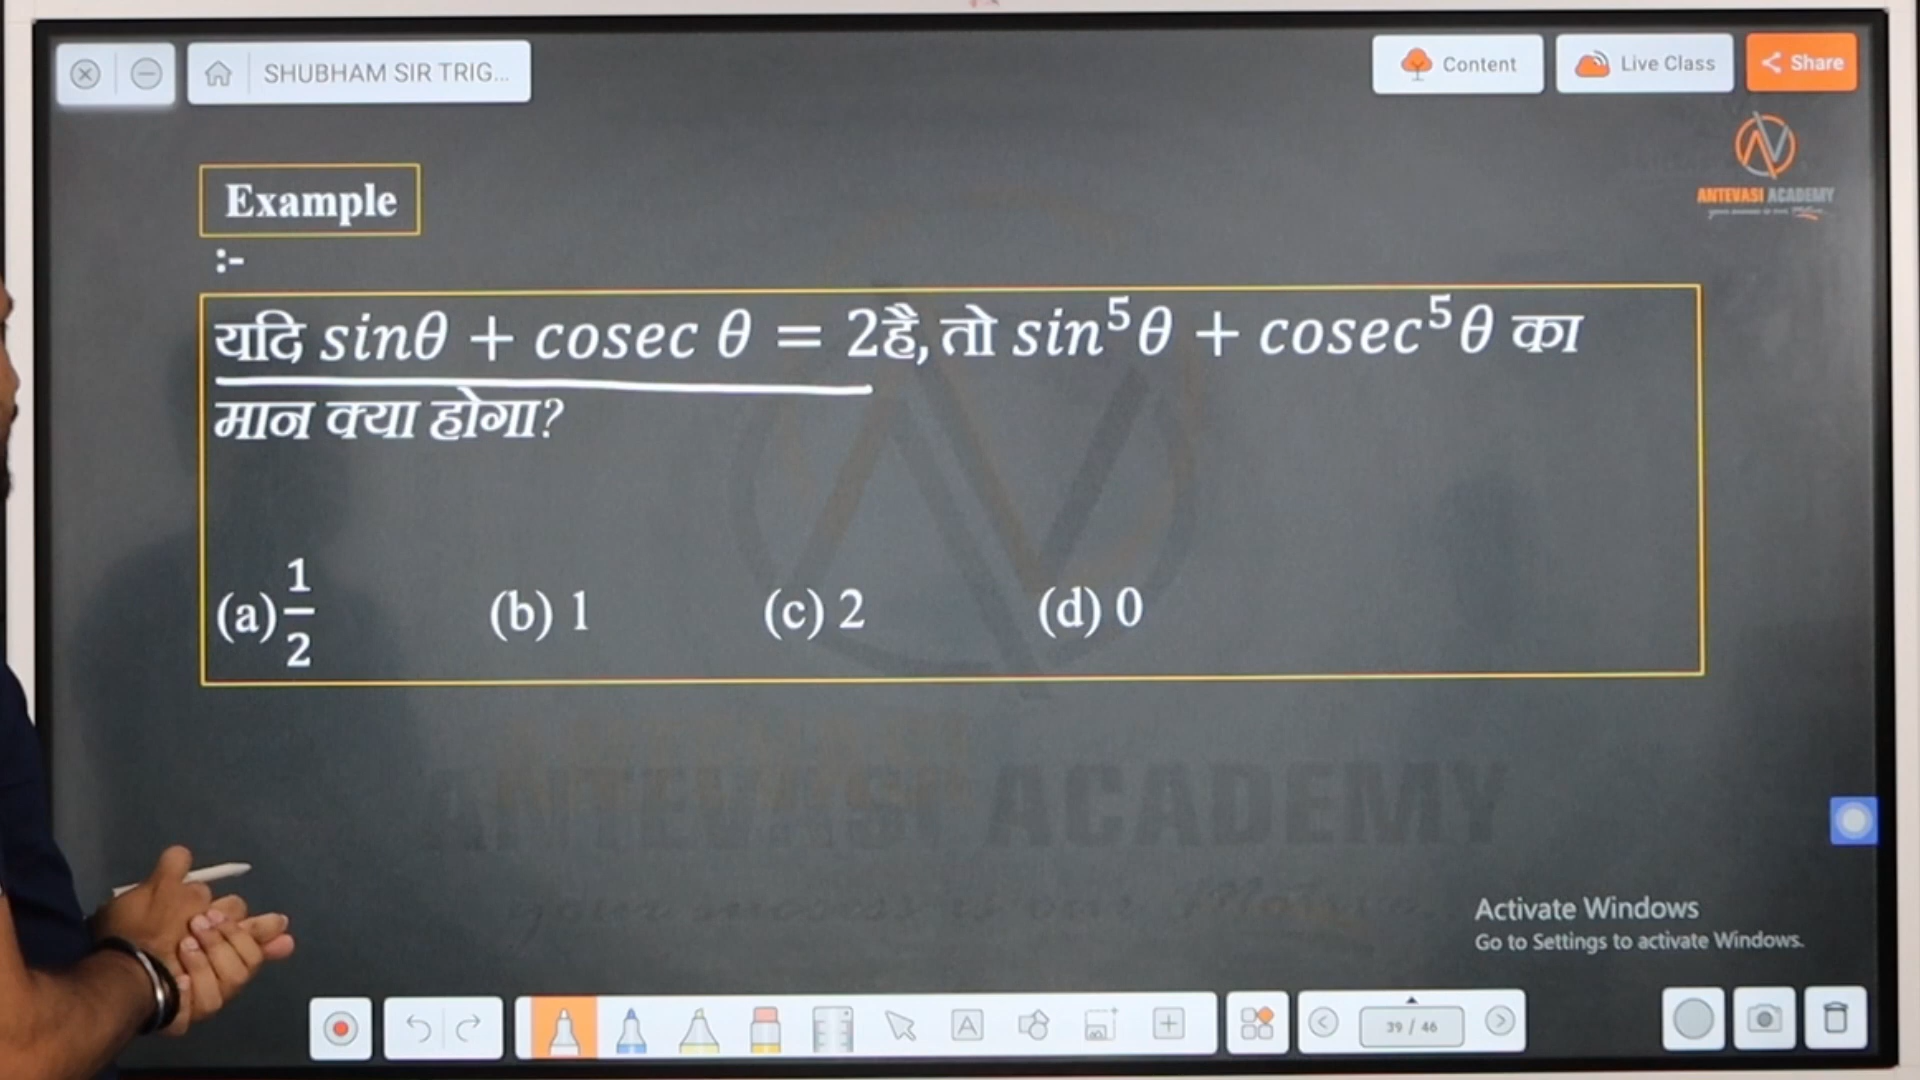 SHUBHAM SIR TRIG...
Content
Live Class
Share
ANTEVASI ACADEMY
Example
:-
यदि sinθ + cosec θ = 2है, तो sin⁵θ + cosec⁵θ का
मान क्या होगा?
(a) 1/2 (b) 1 (c) 2 (d) 0
ANTEVASI ACADEMY
Activate Windows
Go to Settings to activate Windows.
A
39 / 46